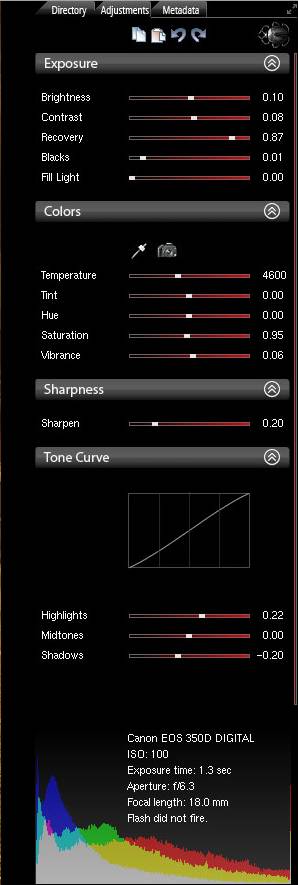 Directory Adjustments Metadata
Exposure
Brightness 0.10
Contrast 0.08
Recovery 0.87
Blacks 0.01
Fill Light 0.00
Colors
Temperature 4600
Tint 0.00
Hue 0.00
Saturation 0.95
Vibrance 0.06
Sharpness
Sharpen 0.20
Tone Curve
Highlights 0.22
Midtones 0.00
Shadows -0.20
Canon EOS 350D DIGITAL
ISO: 100
Exposure time: 1.3 sec
Aperture: f/6.3
Focal length: 18.0 mm
Flash did not fire.